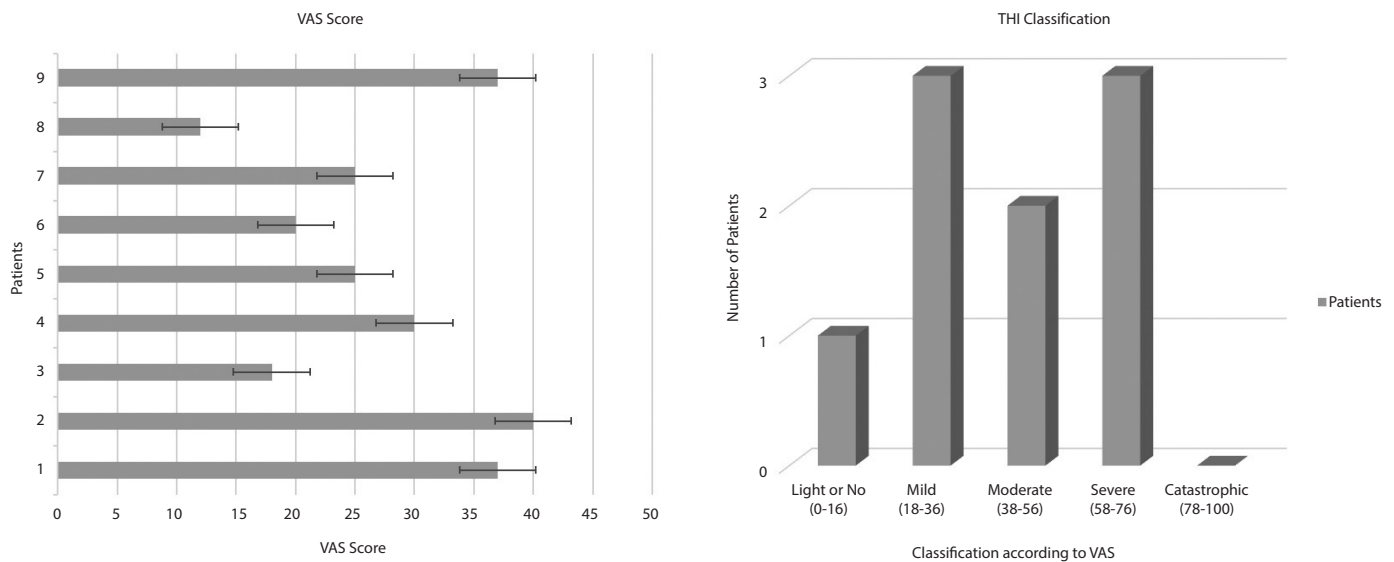 VAS Score
9
8
7
6
5
4
3
2
1
Patients
0 5 10 15 20 25 30 35 40 45 50
VAS Score
THI Classification
3
2
1
0
Number of Patients
Light or No Mild Moderate Severe Catastrophic
(0-16) (18-36) (38-56) (58-76) (78-100)
Classification according to VAS
Patients